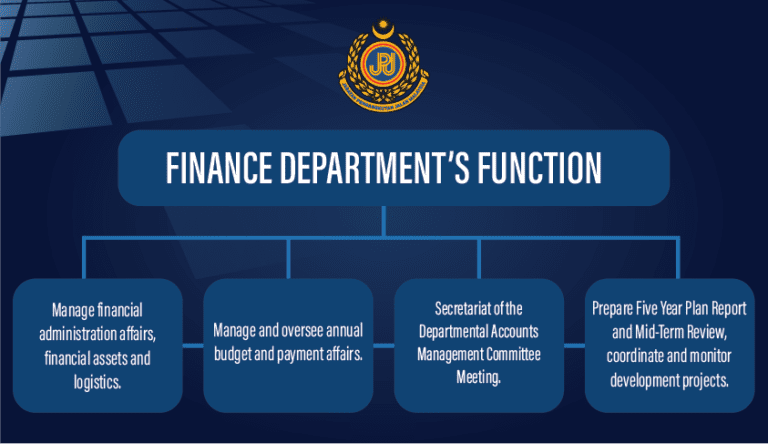 JPJ
FINANCE DEPARTMENT'S FUNCTION
Manage financial
administration affairs,
financial assets and
logistics.
Manage and oversee annual
budget and payment affairs.
Secretariat of the
Departmental Accounts
Management Committee
Meeting.
Prepare Five Year Plan Report
and Mid-Term Review,
coordinate and monitor
development projects.